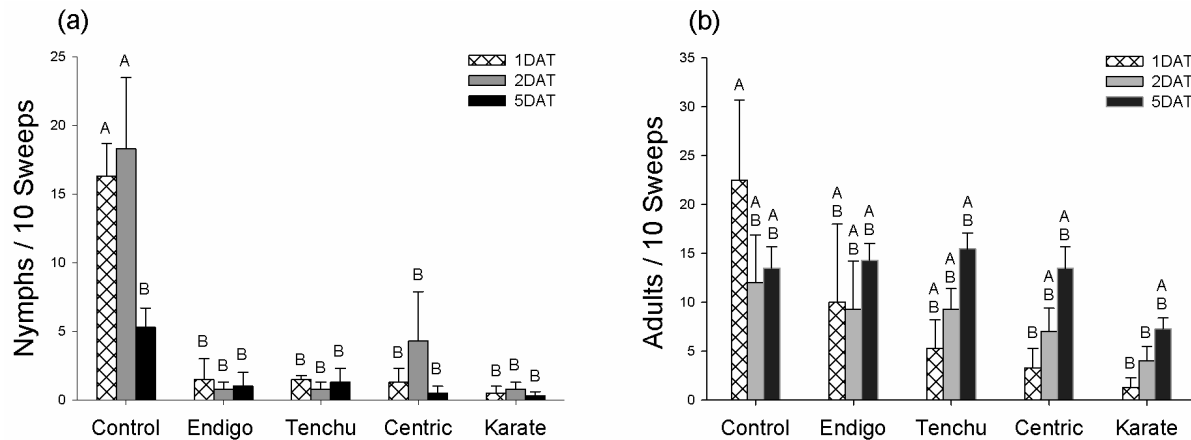 (a)
Nymphs / 10 Sweeps
25
20
15
10
5
0
1DAT
2DAT
5DAT
A
A
B
B
B
B
B
B
B
B
B
B
B
B
B
Control Endigo Tenchu Centric Karate
(b)
Adults / 10 Sweeps
35
30
25
20
15
10
5
0
1DAT
2DAT
5DAT
A
A
B
A
B
A
B
A
B
A
B
A
B
A
B
A
B
B
A
B
A
B
B
A
B
A
B
Control Endigo Tenchu Centric Karate